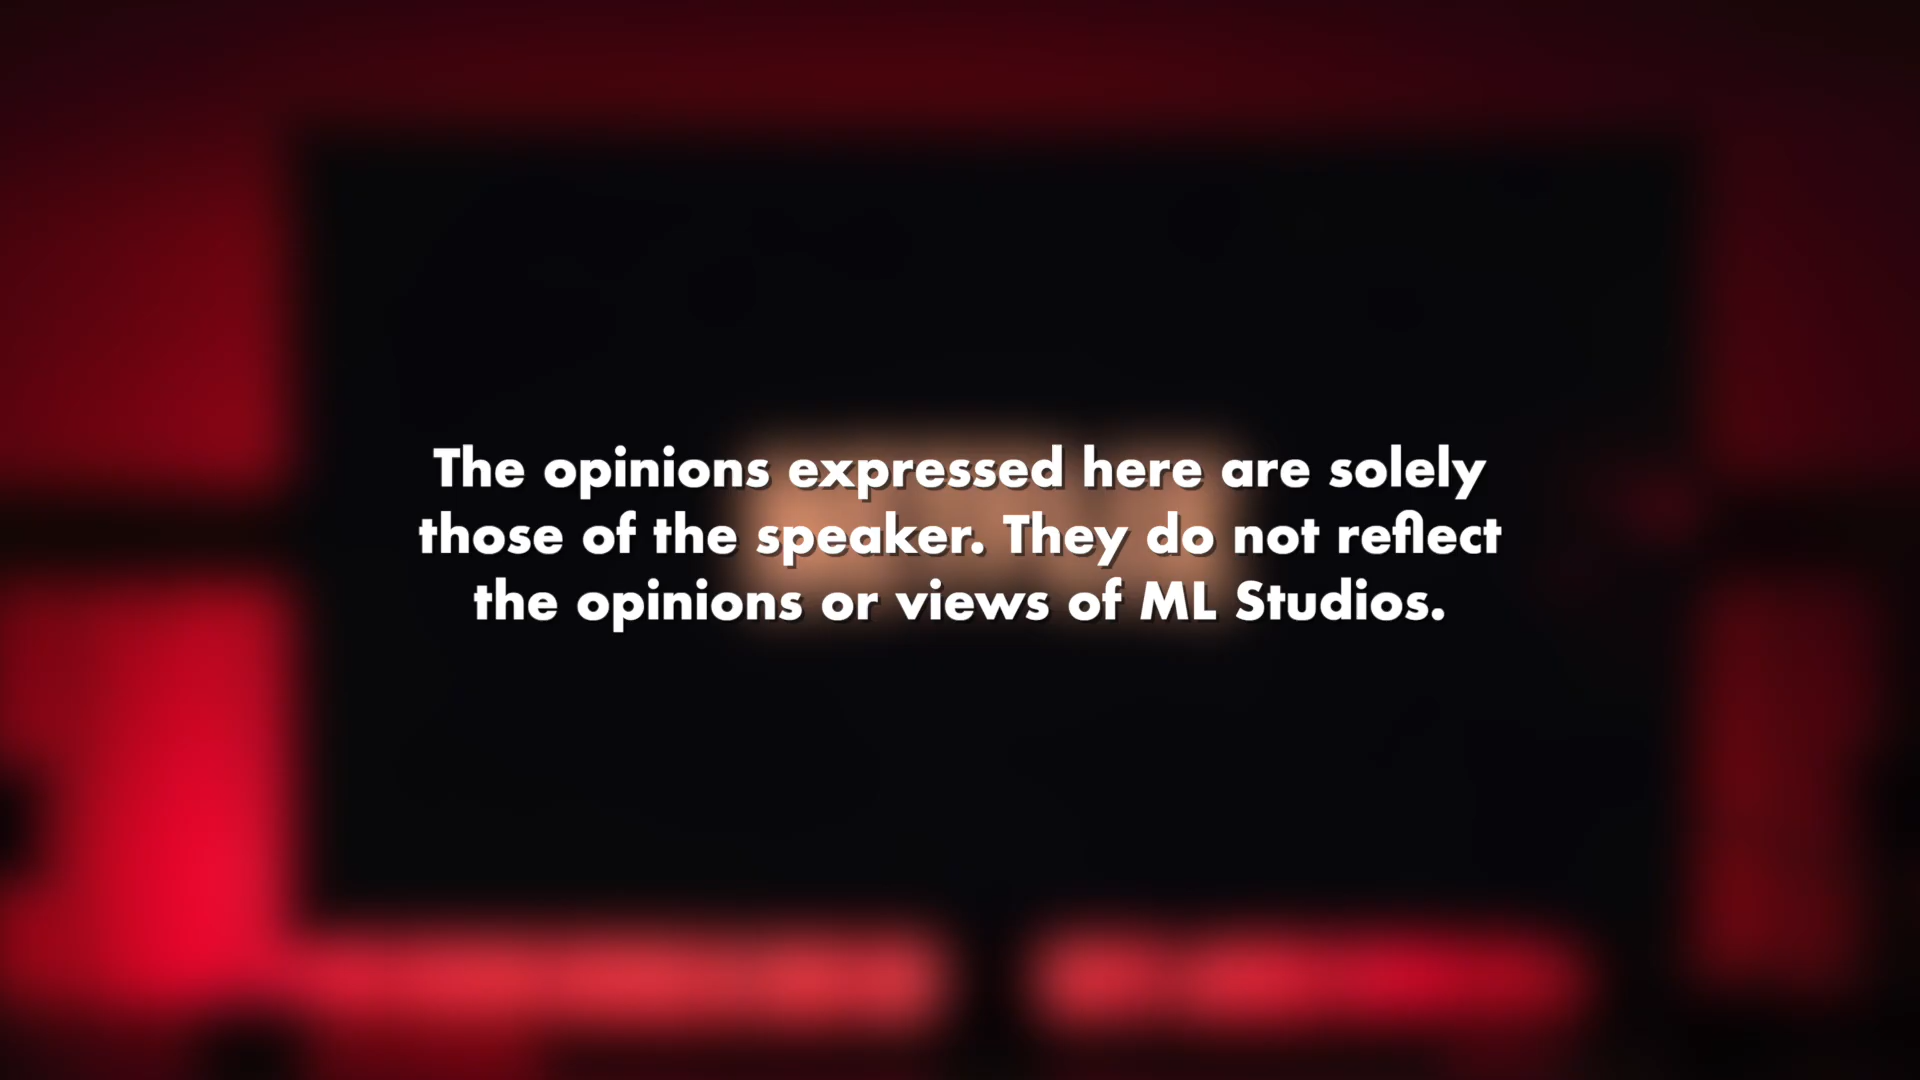 The opinions expressed here are solely
those of the speaker. They do not reflect
the opinions or views of ML Studios.